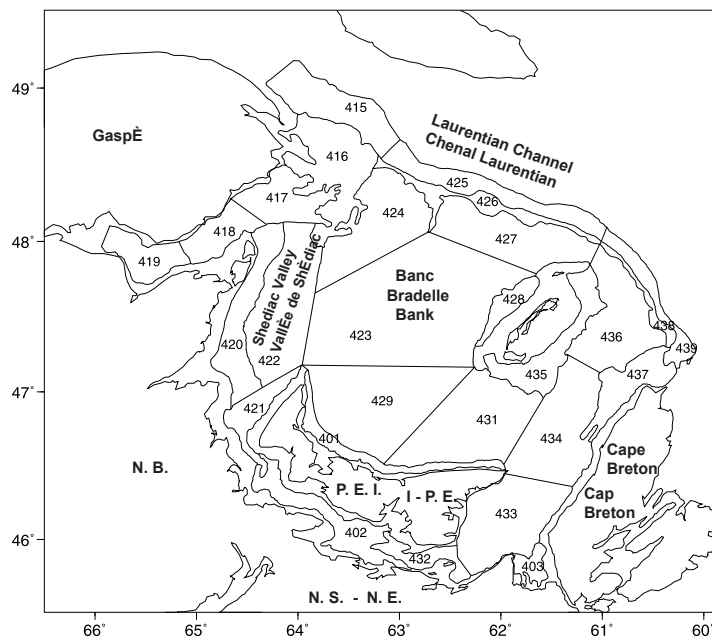 49˚
415
Laurentian Channel
Chenal Laurentian
GaspÈ
416
425
417
426
424
418
427
48˚
419
Shediac Valley
VallÈe de ShÈdiac
Banc
Bradelle
Bank
428
438
436
420
423
439
422
437
435
47˚
429
421
431
401
434
Cape
Breton
N. B.
P. E. I.
I - P.E.
Cap
Breton
433
402
46˚
432
403
N. S. - N. E.
66˚
65˚
64˚
63˚
62˚
61˚
60˚